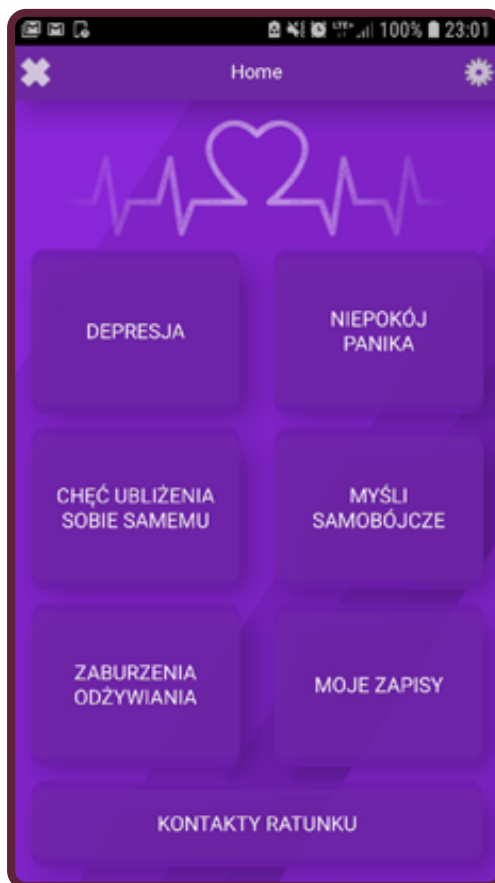 LTE+ 100% 23:01
Home
DEPRESJA
NIEPOKÓJ
PANIKA
CHĘĆ UBLIŻENIA
SOBIE SAMEMU
MYŚLI
SAMOBÓJCZE
ZABURZENIA
ODŻYWIANIA
MOJE ZAPISY
KONTAKTY RATUNKU